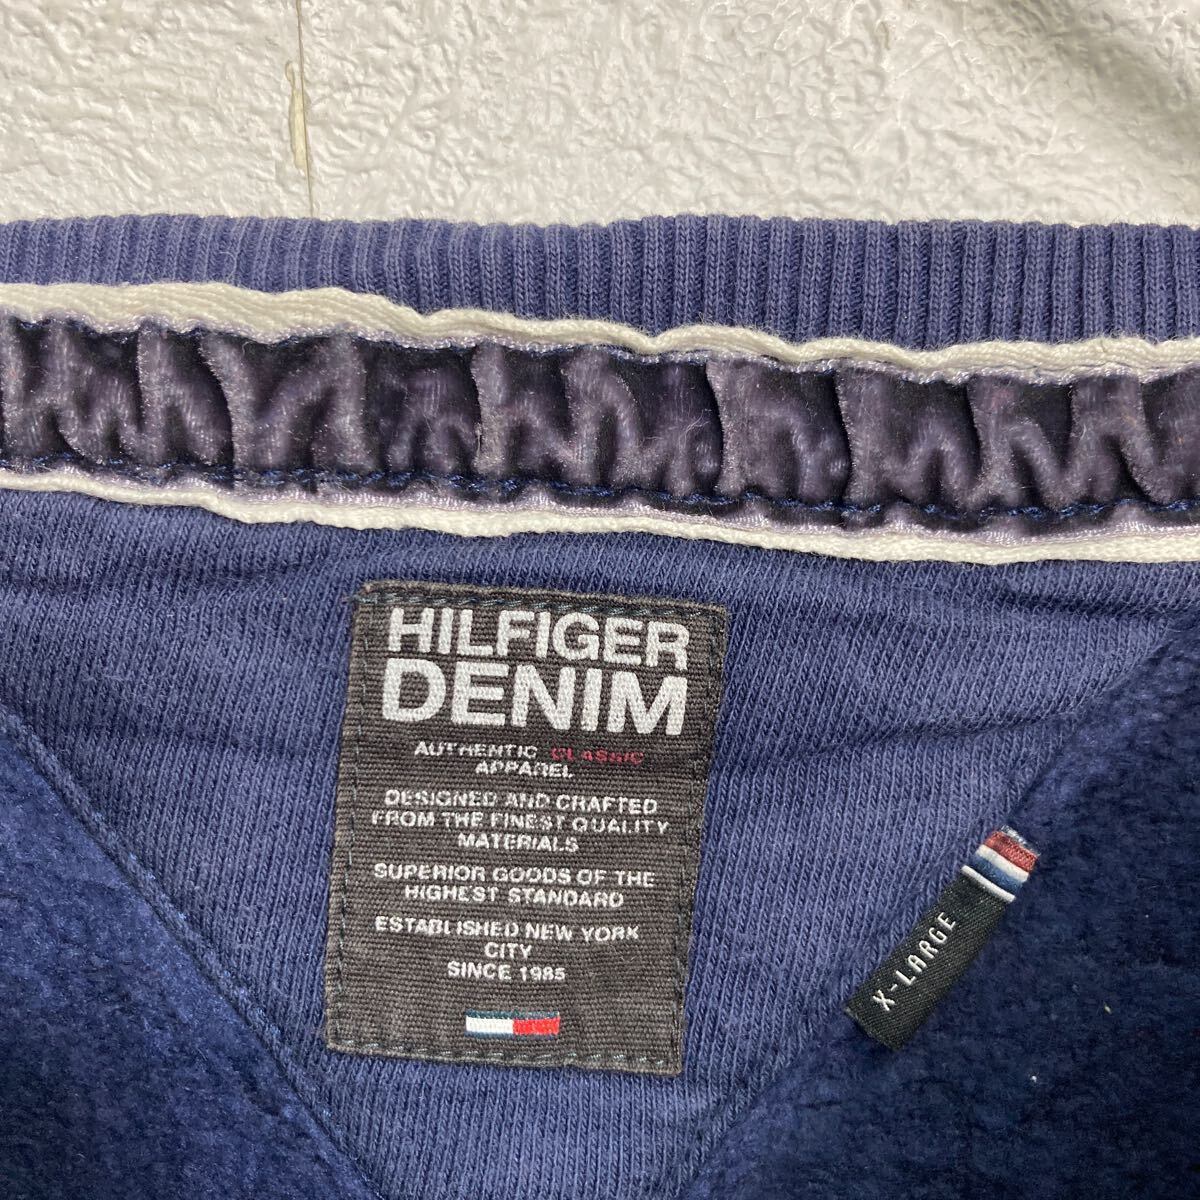 HILFIGER
DENIM
AUTHENTIC CLASSIC
APPAREL
DESIGNED AND CRAFTED
FROM THE FINEST QUALITY
MATERIALS
SUPERIOR GOODS OF THE
HIGHEST STANDARD
ESTABLISHED NEW YORK
CITY
SINCE 1985
X-LARGE